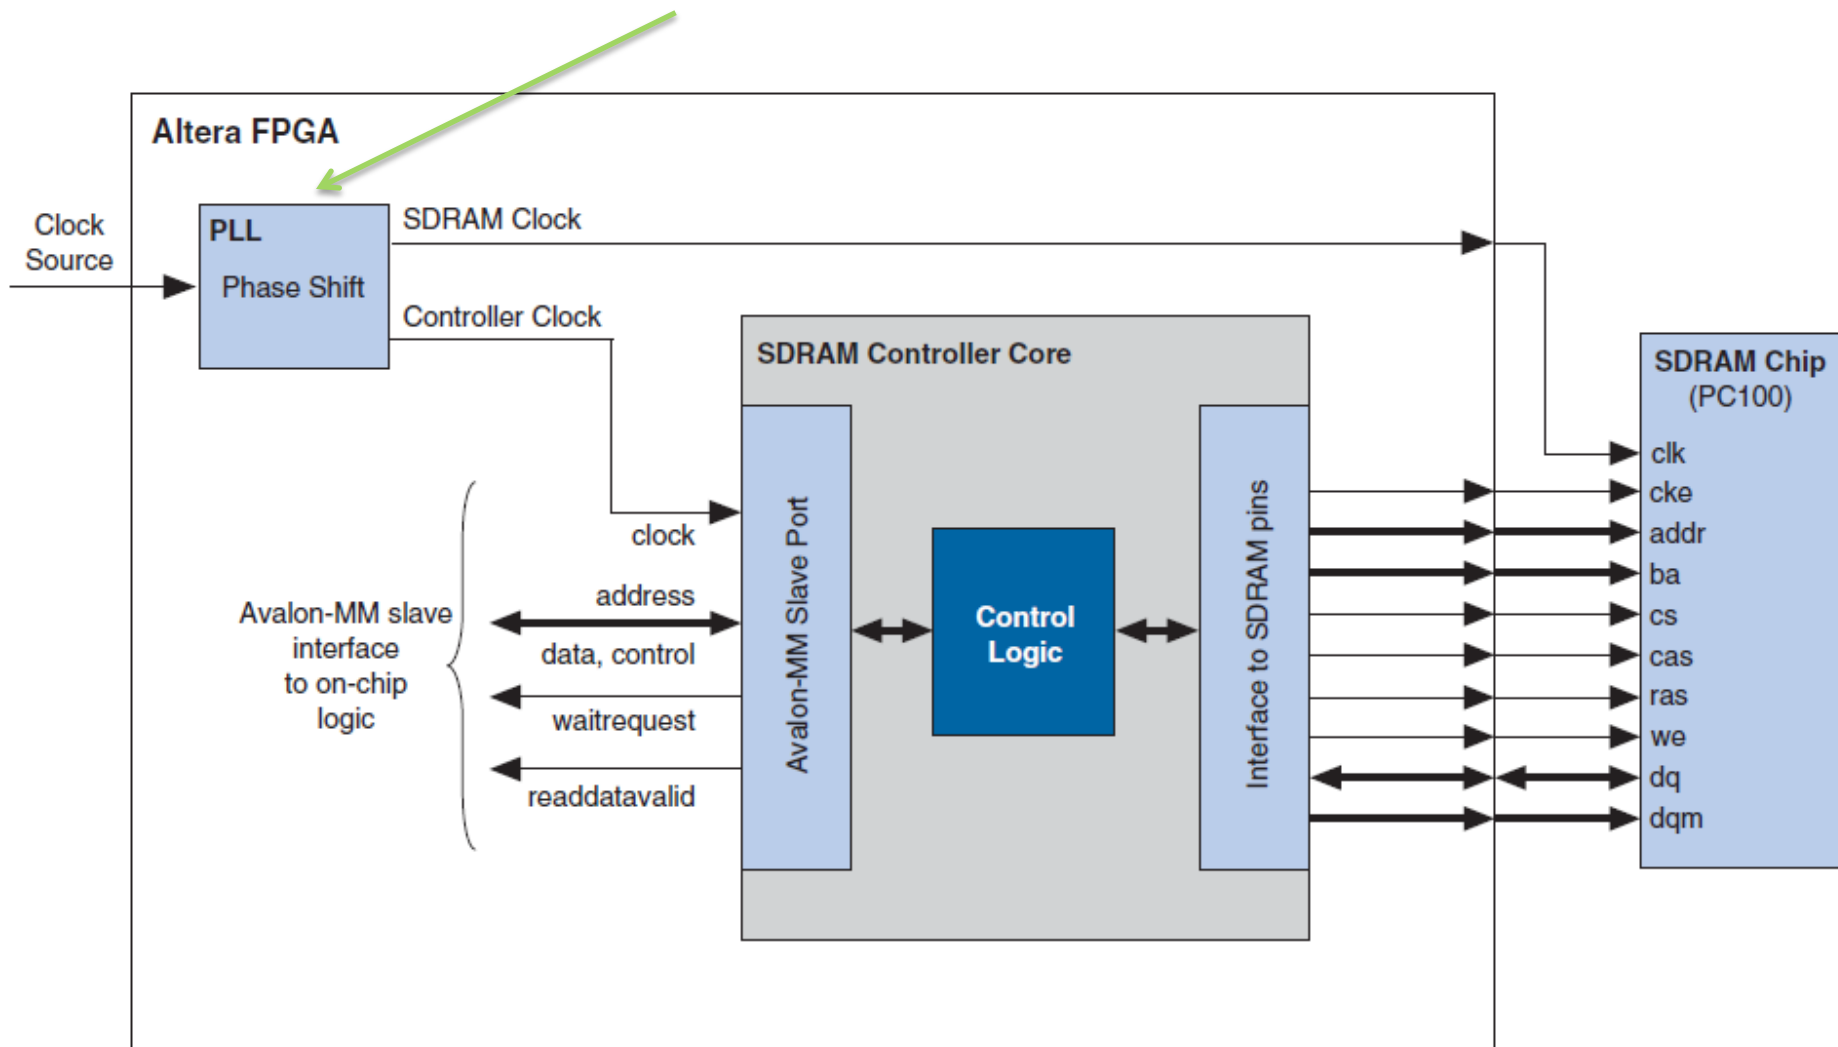 Altera FPGA
Clock
Source
PLL
Phase Shift
SDRAM Clock
Controller Clock
SDRAM Controller Core
Avalon-MM Slave Port
Control
Logic
Interface to SDRAM pins
clock
address
data, control
waitrequest
readdatavalid
Avalon-MM slave
interface
to on-chip
logic
SDRAM Chip
(PC100)
clk
cke
addr
ba
cs
cas
ras
we
dq
dqm